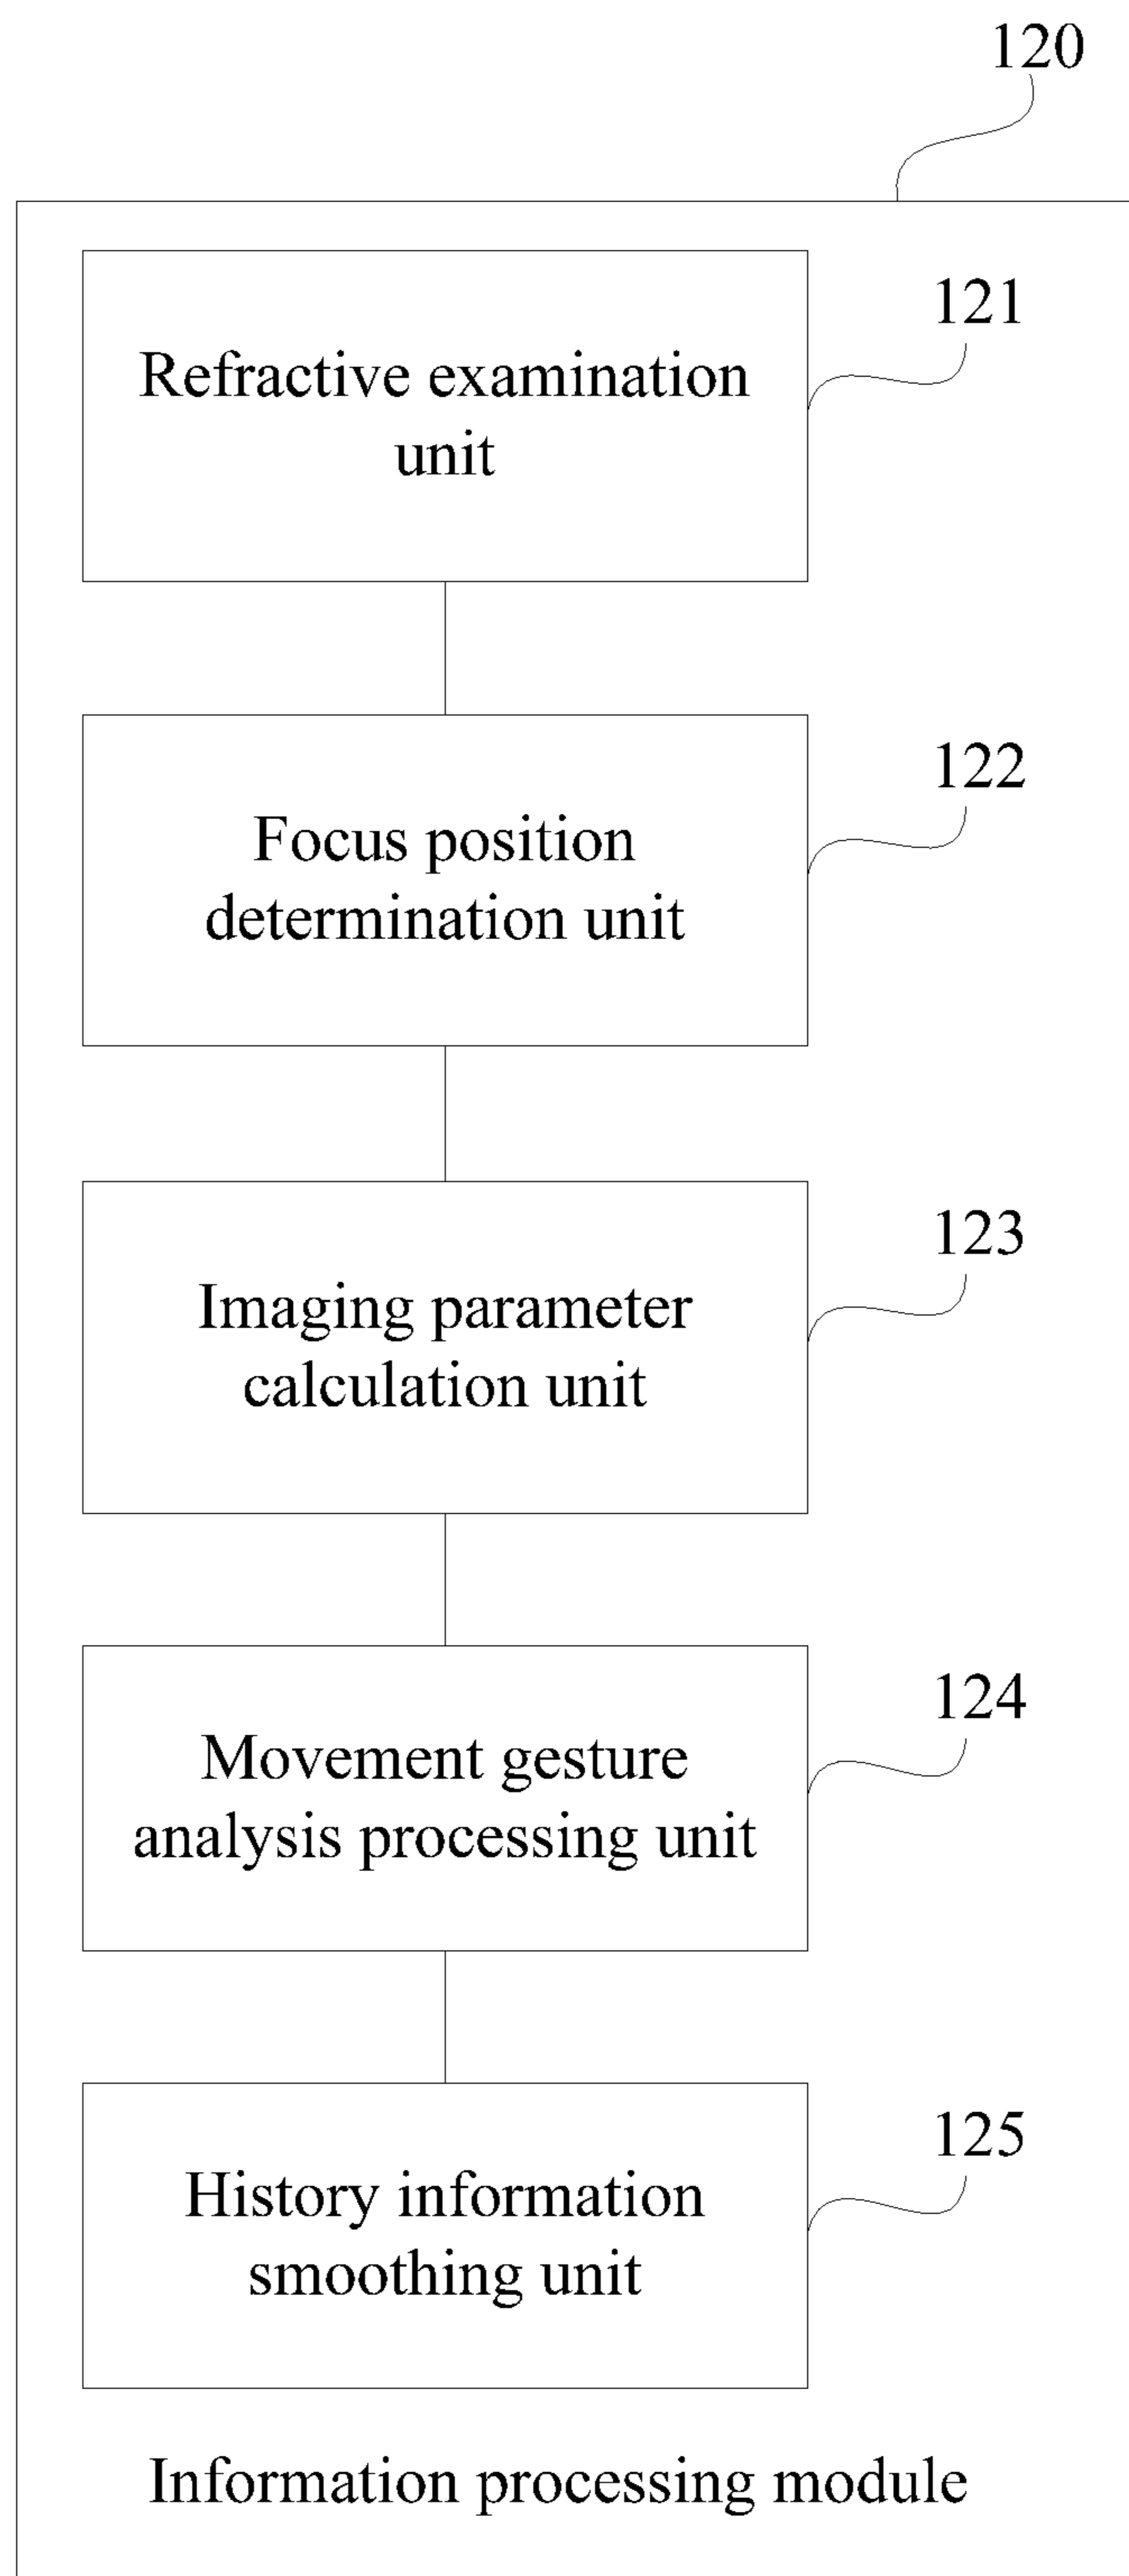 120
121
Refractive examination
unit
122
Focus position
determination unit
123
Imaging parameter
calculation unit
124
Movement gesture
analysis processing unit
125
History information
smoothing unit
Information processing module